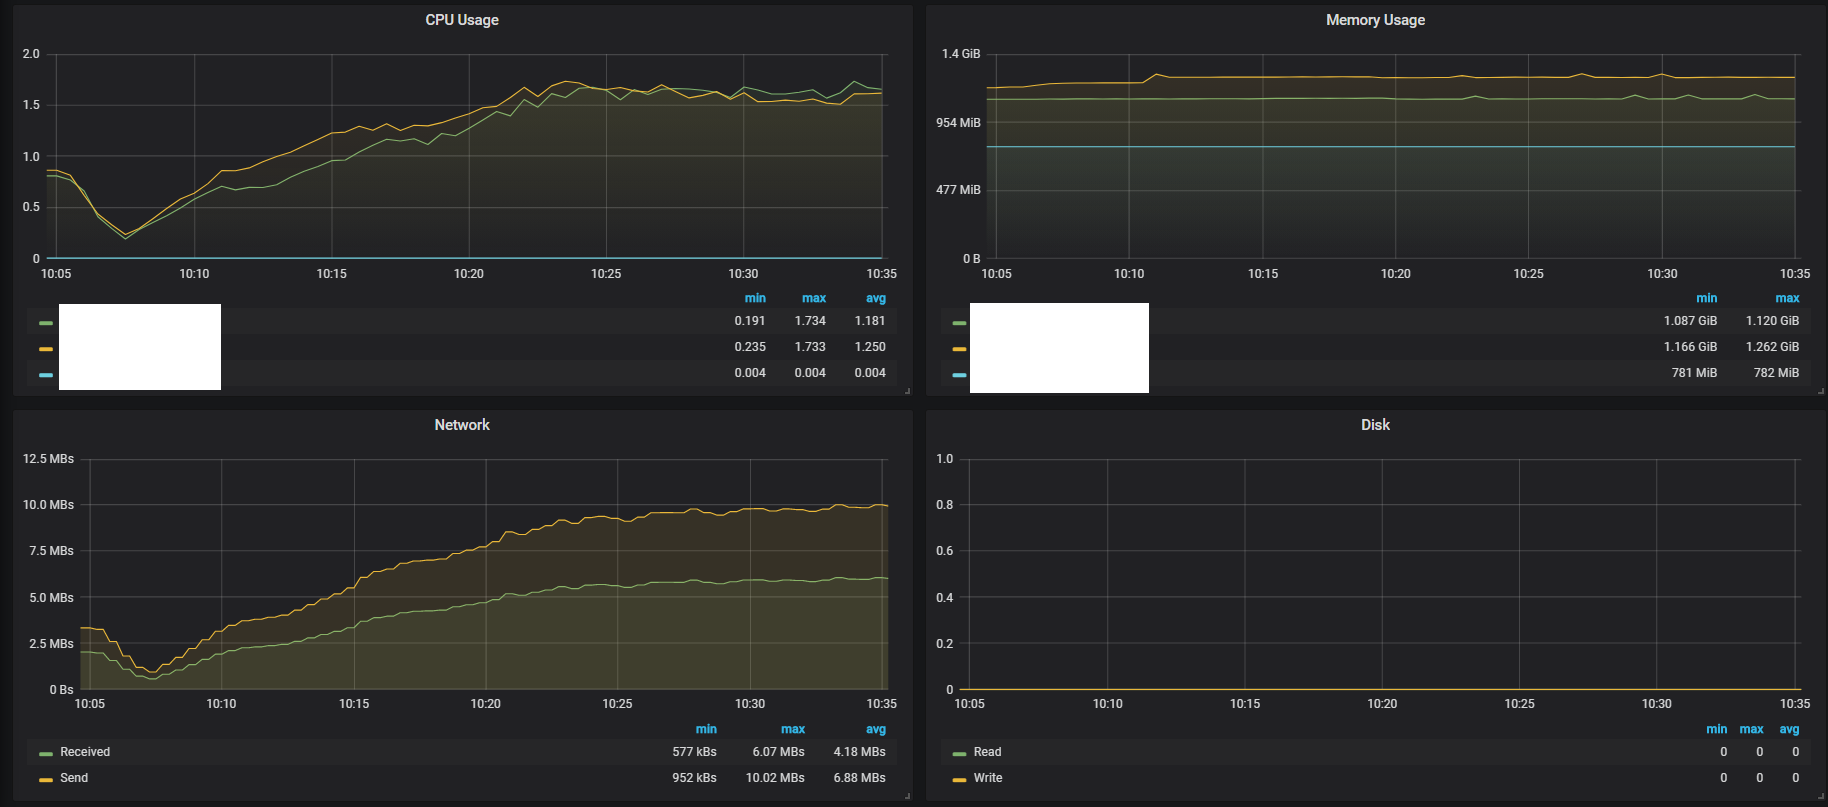 CPU Usage
2.0
1.5
1.0
0.5
0
10:05 10:10 10:15 10:20 10:25 10:30 10:35
min max avg
0.191 1.734 1.181
0.235 1.733 1.250
0.004 0.004 0.004
Memory Usage
1.4 GiB
954 MiB
477 MiB
0 B
10:05 10:10 10:15 10:20 10:25 10:30 10:35
min max
1.087 GiB 1.120 GiB
1.166 GiB 1.262 GiB
781 MiB 782 MiB
Network
12.5 MBs
10.0 MBs
7.5 MBs
5.0 MBs
2.5 MBs
0 Bs
10:05 10:10 10:15 10:20 10:25 10:30 10:35
min max avg
Received 577 kBs 6.07 MBs 4.18 MBs
Send 952 kBs 10.02 MBs 6.88 MBs
Disk
1.0
0.8
0.6
0.4
0.2
0
10:05 10:10 10:15 10:20 10:25 10:30 10:35
min max avg
Read 0 0 0
Write 0 0 0